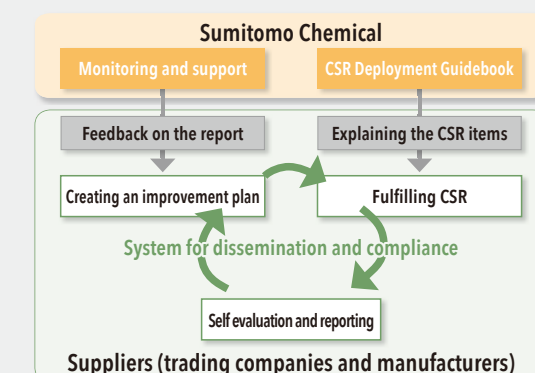 Sumitomo Chemical
Monitoring and support
CSR Deployment Guidebook
Feedback on the report
Explaining the CSR items
Creating an improvement plan
Fulfilling CSR
System for dissemination and compliance
Self evaluation and reporting
Suppliers (trading companies and manufacturers)